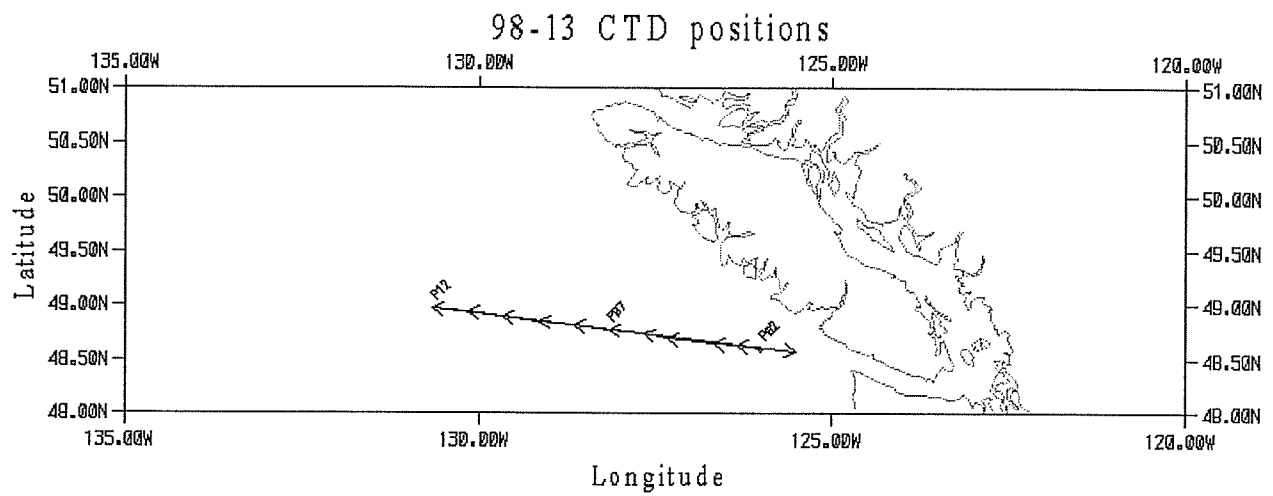 98-13 CTD positions
135.00W 130.00W 125.00W 120.00W
51.00N 51.00N
50.50N 50.50N
50.00N 50.00N
49.50N 49.50N
49.00N 49.00N
48.50N 48.50N
48.00N 48.00N
Latitude
P12 P07 P02
135.00W 130.00W 125.00W 120.00W
Longitude